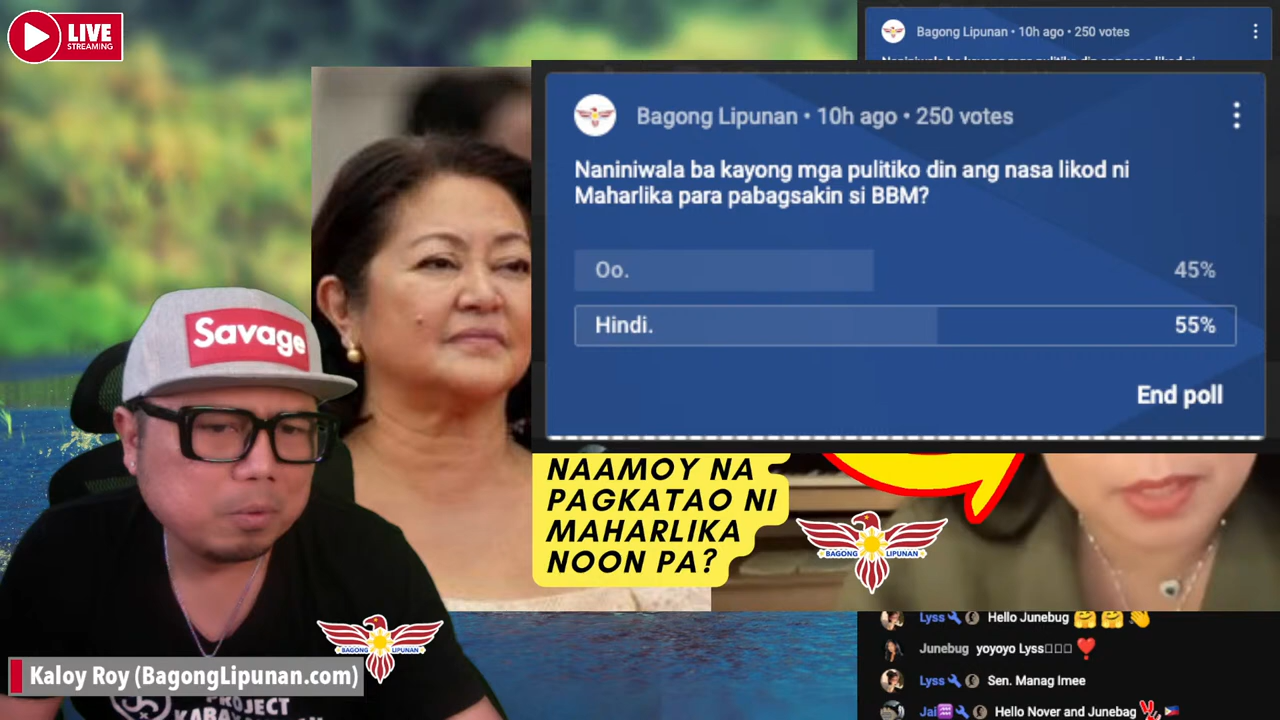 LIVE
STREAMING
Bagong Lipunan • 10h ago • 250 votes
Bagong Lipunan • 10h ago • 250 votes
Naniniwala ba kayong mga pulitiko din ang nasa likod ni
Maharlika para pabagsakin si BBM?
Oo. 45%
Hindi. 55%
End poll
Savage
NAAMOY NA
PAGKATAO NI
MAHARLIKA
NOON PA?
BAGONG LIPUNAN
BAGONG LIPUNAN
Lyss Hello Junebug 🤗🤗👋
Junebug yoyoyo Lyss□□□ ❤️
Lyss Sen. Manag Imee
Jai♒ Hello Nover and Junebag ✌️🇵🇭
Kaloy Roy (BagongLipunan.com)
PROJECT